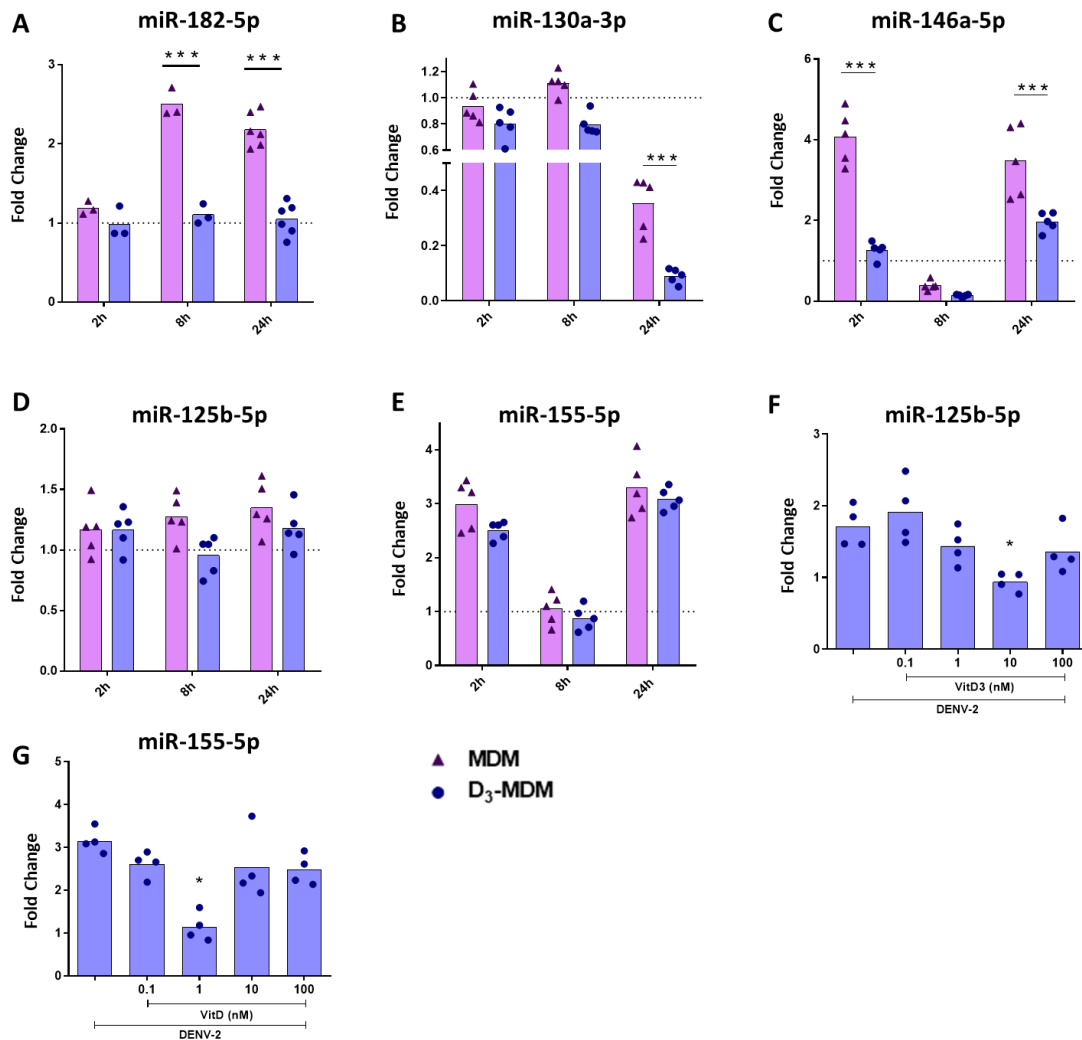 A
miR-182-5p
Fold Change
3
2
1
0
***
***
2h
8h
24h
B
miR-130a-3p
Fold Change
1.2
1.0
0.8
0.6
0.4
0.2
0.0
***
2h
8h
24h
C
miR-146a-5p
Fold Change
6
4
2
0
***
***
2h
8h
24h
D
miR-125b-5p
Fold Change
2.0
1.5
1.0
0.5
0.0
2h
8h
24h
E
miR-155-5p
Fold Change
4
3
2
1
0
2h
8h
24h
F
miR-125b-5p
Fold Change
3
2
1
0
*
0.1 1 10 100
VitD3 (nM)
DENV-2
G
miR-155-5p
Fold Change
5
4
3
2
1
0
*
0.1 1 10 100
VitD (nM)
DENV-2
MDM
D₃-MDM